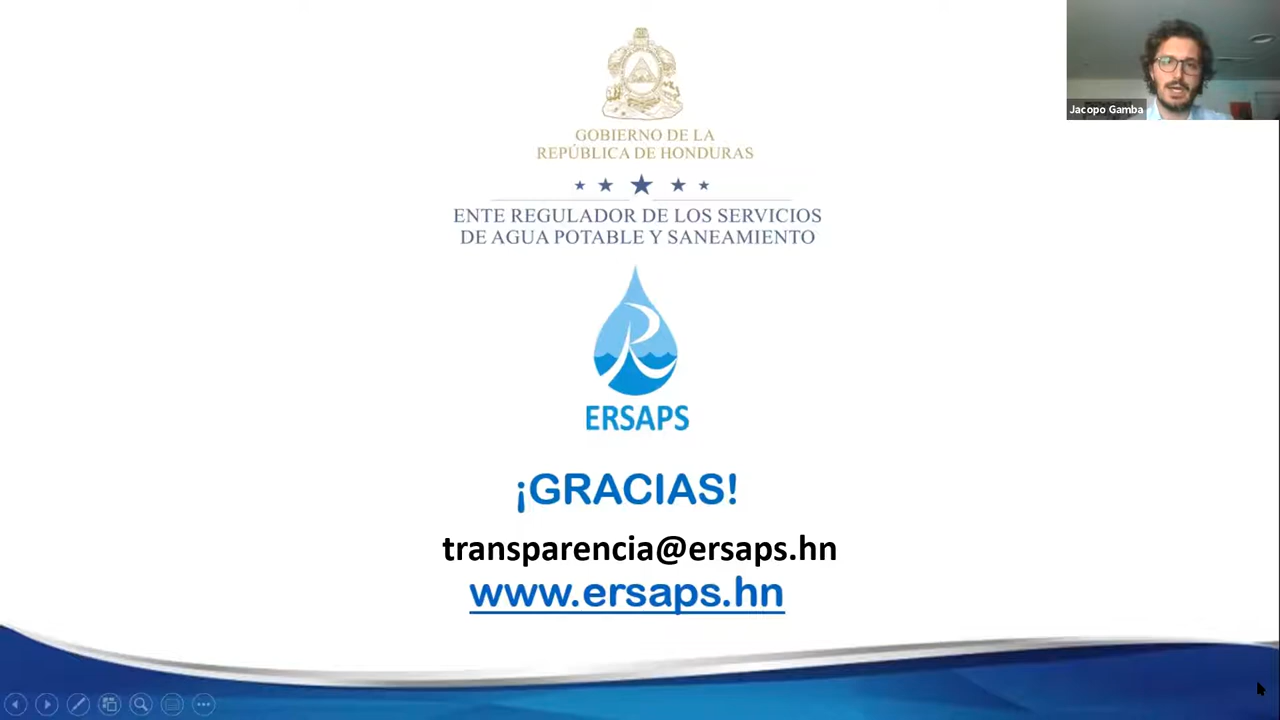 GOBIERNO DE LA
REPÚBLICA DE HONDURAS
ENTE REGULADOR DE LOS SERVICIOS
DE AGUA POTABLE Y SANEAMIENTO
ERSAPS
¡GRACIAS!
transparencia@ersaps.hn
www.ersaps.hn
Jacopo Gamba